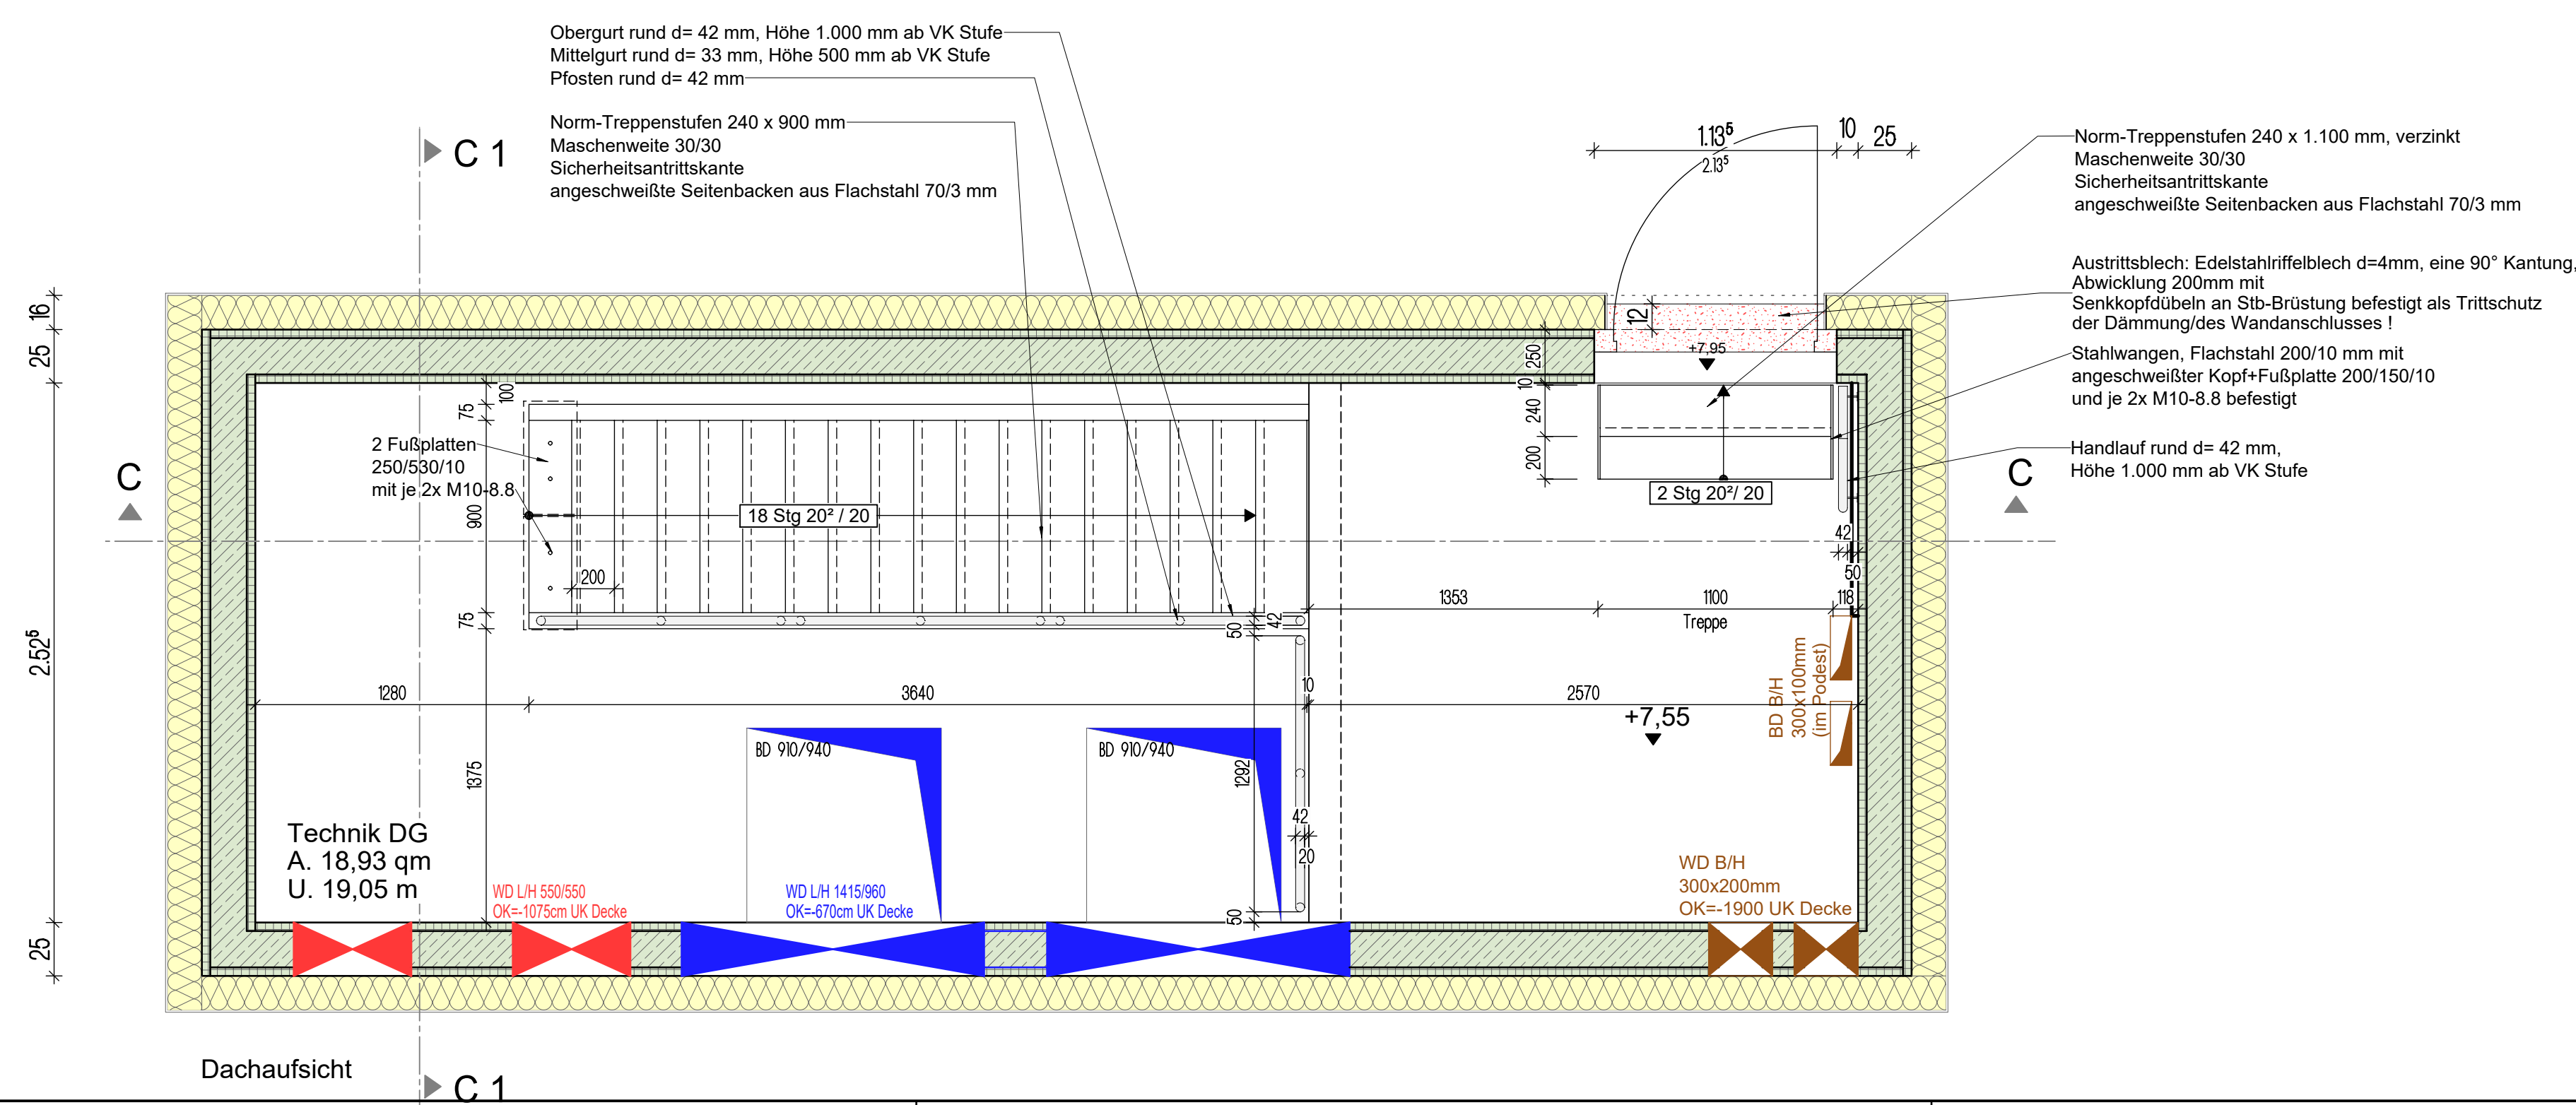 Obergurt rund d= 42 mm, Höhe 1.000 mm ab VK Stufe
Mittelgurt rund d= 33 mm, Höhe 500 mm ab VK Stufe
Pfosten rund d= 42 mm
Norm-Treppenstufen 240 x 900 mm
Maschenweite 30/30
Sicherheitsantrittskante
angeschweißte Seitenbacken aus Flachstahl 70/3 mm
C 1
1.13⁵
2.13⁵
10
25
Norm-Treppenstufen 240 x 1.100 mm, verzinkt
Maschenweite 30/30
Sicherheitsantrittskante
angeschweißte Seitenbacken aus Flachstahl 70/3 mm
Austrittsblech: Edelstahlriffelblech d=4mm, eine 90° Kantung,
Abwicklung 200mm mit
Senkkopfdübeln an Stb-Brüstung befestigt als Trittschutz
der Dämmung/des Wandanschlusses !
Stahlwangen, Flachstahl 200/10 mm mit
angeschweißter Kopf+Fußplatte 200/150/10
und je 2x M10-8.8 befestigt
Handlauf rund d= 42 mm,
Höhe 1.000 mm ab VK Stufe
16
25
2.52⁵
25
12
+7,95
250
10
240
200
100
75
900
75
1375
2 Fußplatten
250/530/10
mit je 2x M10-8.8
C
C
18 Stg 20² / 20
2 Stg 20²/ 20
200
42
50
1353
1100
118
Treppe
42
50
1280
3640
10
2570
+7,55
BD B/H
300x100mm
(im Podest)
BD 910/940
BD 910/940
1292
42
20
50
Technik DG
A. 18,93 qm
U. 19,05 m
WD L/H 550/550
OK=-1075cm UK Decke
WD L/H 1415/960
OK=-670cm UK Decke
WD B/H
300x200mm
OK=-1900 UK Decke
Dachaufsicht
C 1